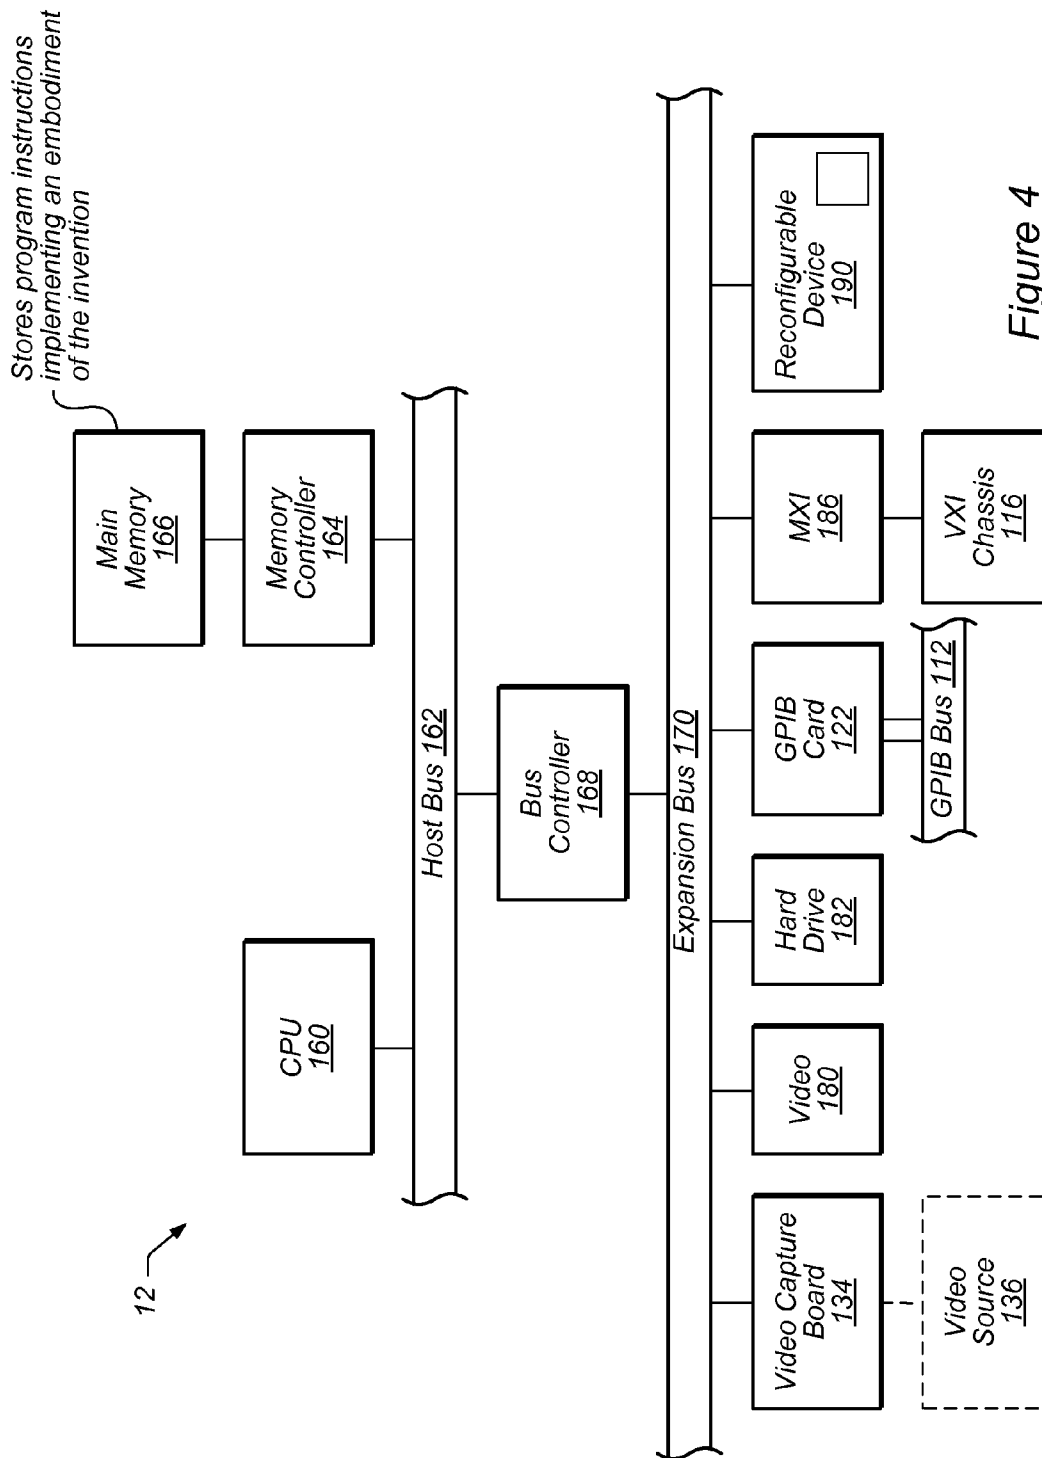 12
Stores program instructions
implementing an embodiment
of the invention
CPU
160
Main
Memory
166
Memory
Controller
164
Host Bus 162
Bus
Controller
168
Expansion Bus 170
Video Capture
Board
134
Video
180
Hard
Drive
182
GPIB
Card
122
MXI
186
Reconfigurable
Device
190
Video
Source
136
GPIB Bus 112
VXI
Chassis
116
Figure 4